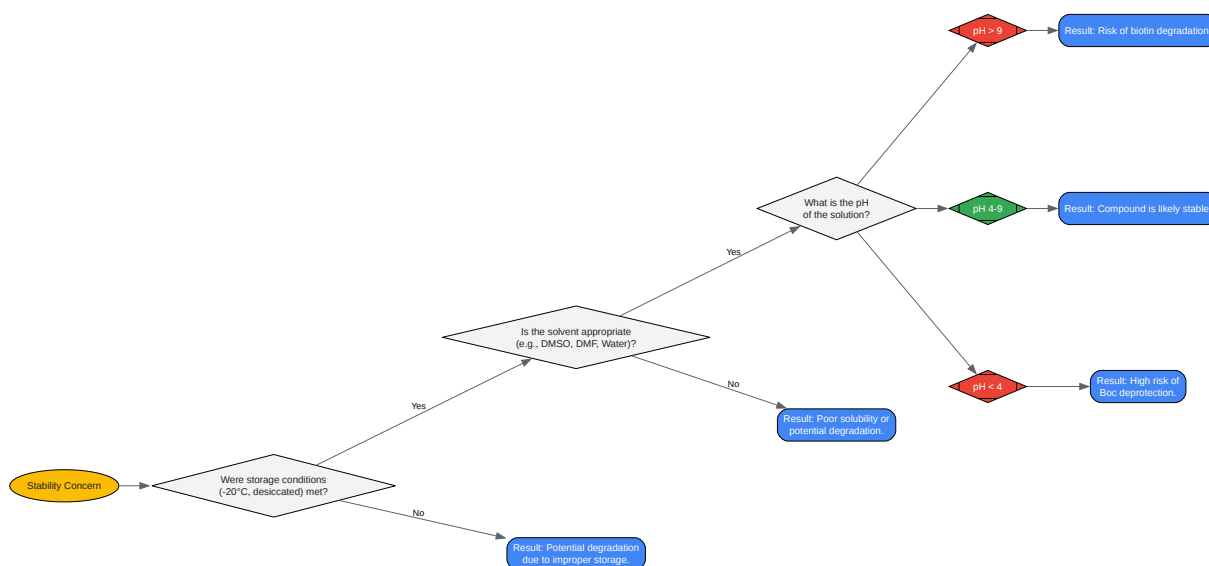 Stability Concern
Were storage conditions
(-20°C, desiccated) met?
No
Result: Potential degradation
due to improper storage.
Yes
Is the solvent appropriate
(e.g., DMSO, DMF, Water)?
No
Result: Poor solubility or
potential degradation.
Yes
What is the pH
of the solution?
pH > 9
Result: Risk of biotin degradation
pH 4-9
Result: Compound is likely stable
pH < 4
Result: High risk of
Boc deprotection.